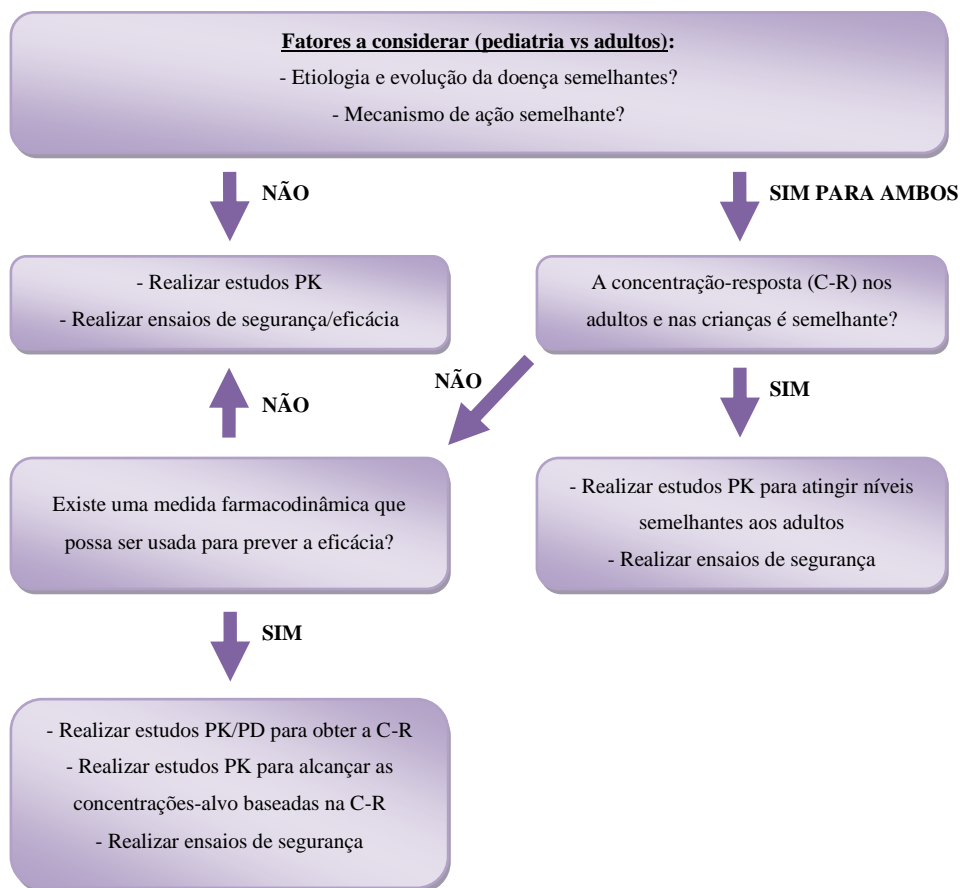 Fatores a considerar (pediatria vs adultos):
- Etiologia e evolução da doença semelhantes?
- Mecanismo de ação semelhante?
NÃO
SIM PARA AMBOS
- Realizar estudos PK
- Realizar ensaios de segurança/eficácia
A concentração-resposta (C-R) nos
adultos e nas crianças é semelhante?
NÃO
NÃO
SIM
Existe uma medida farmacodinâmica que
possa ser usada para prever a eficácia?
- Realizar estudos PK para atingir níveis
semelhantes aos adultos
- Realizar ensaios de segurança
SIM
- Realizar estudos PK/PD para obter a C-R
- Realizar estudos PK para alcançar as
concentrações-alvo baseadas na C-R
- Realizar ensaios de segurança